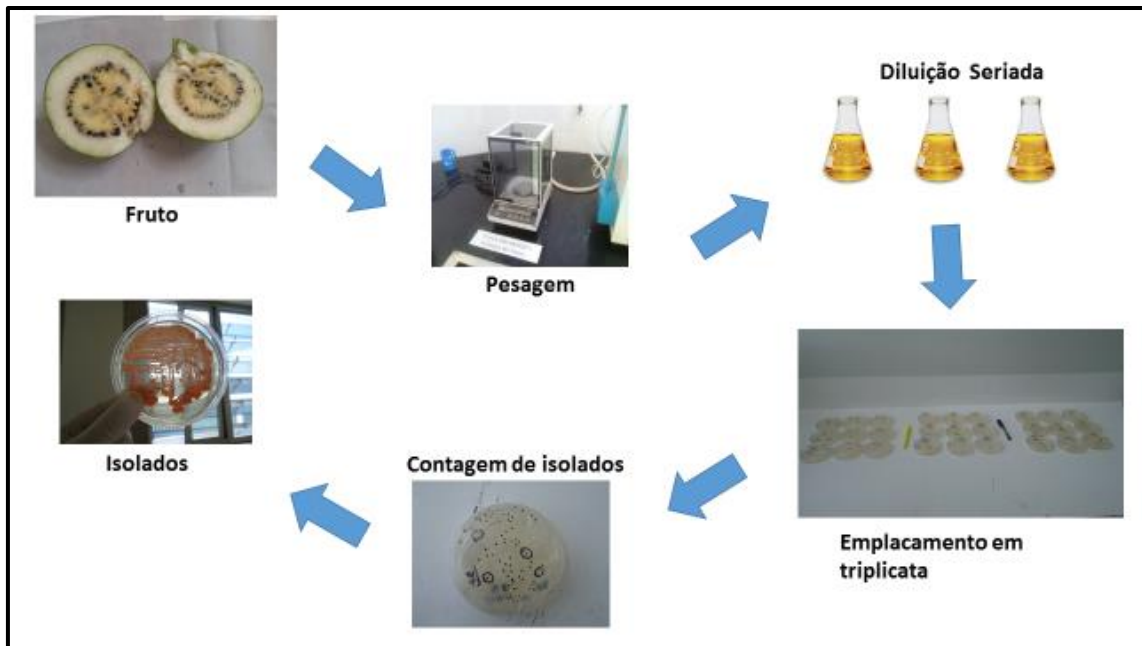 Fruto
Pesagem
Diluição Seriada
Emplacamento em
triplicata
Contagem de isolados
Isolados